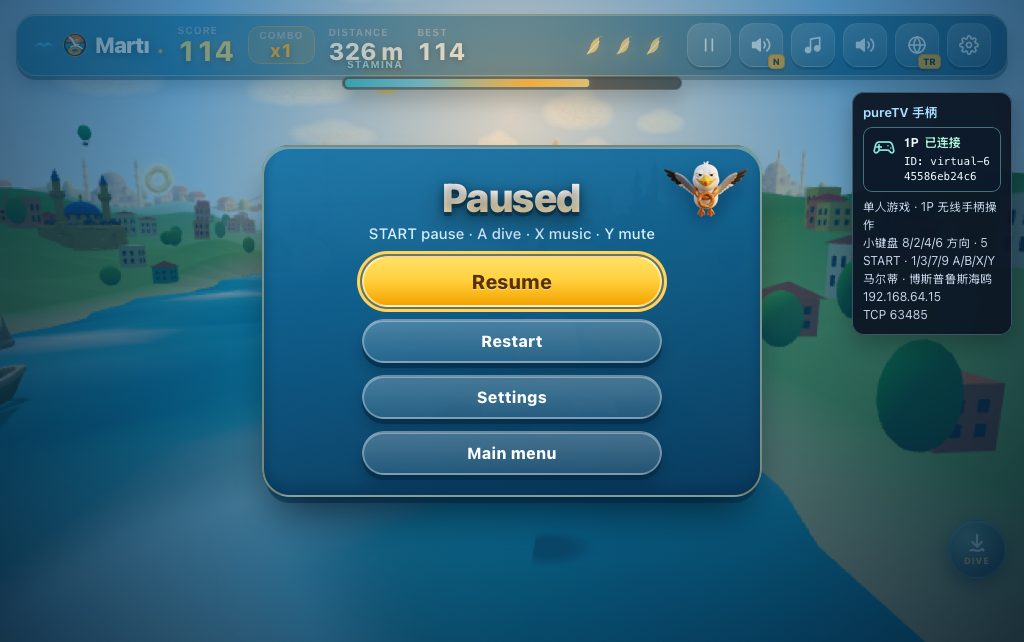 Martı
SCORE
114
COMBO
x1
DISTANCE
326 m
BEST
114
STAMINA
N
TR
pureTV 手柄
1P 已连接
ID: virtual-6
45586eb24c6
单人游戏 · 1P 无线手柄操
作
小键盘 8/2/4/6 方向 · 5
START · 1/3/7/9 A/B/X/Y
马尔蒂 · 博斯普鲁斯海鸥
192.168.64.15
TCP 63485
Paused
START pause · A dive · X music · Y mute
Resume
Restart
Settings
Main menu
DIVE